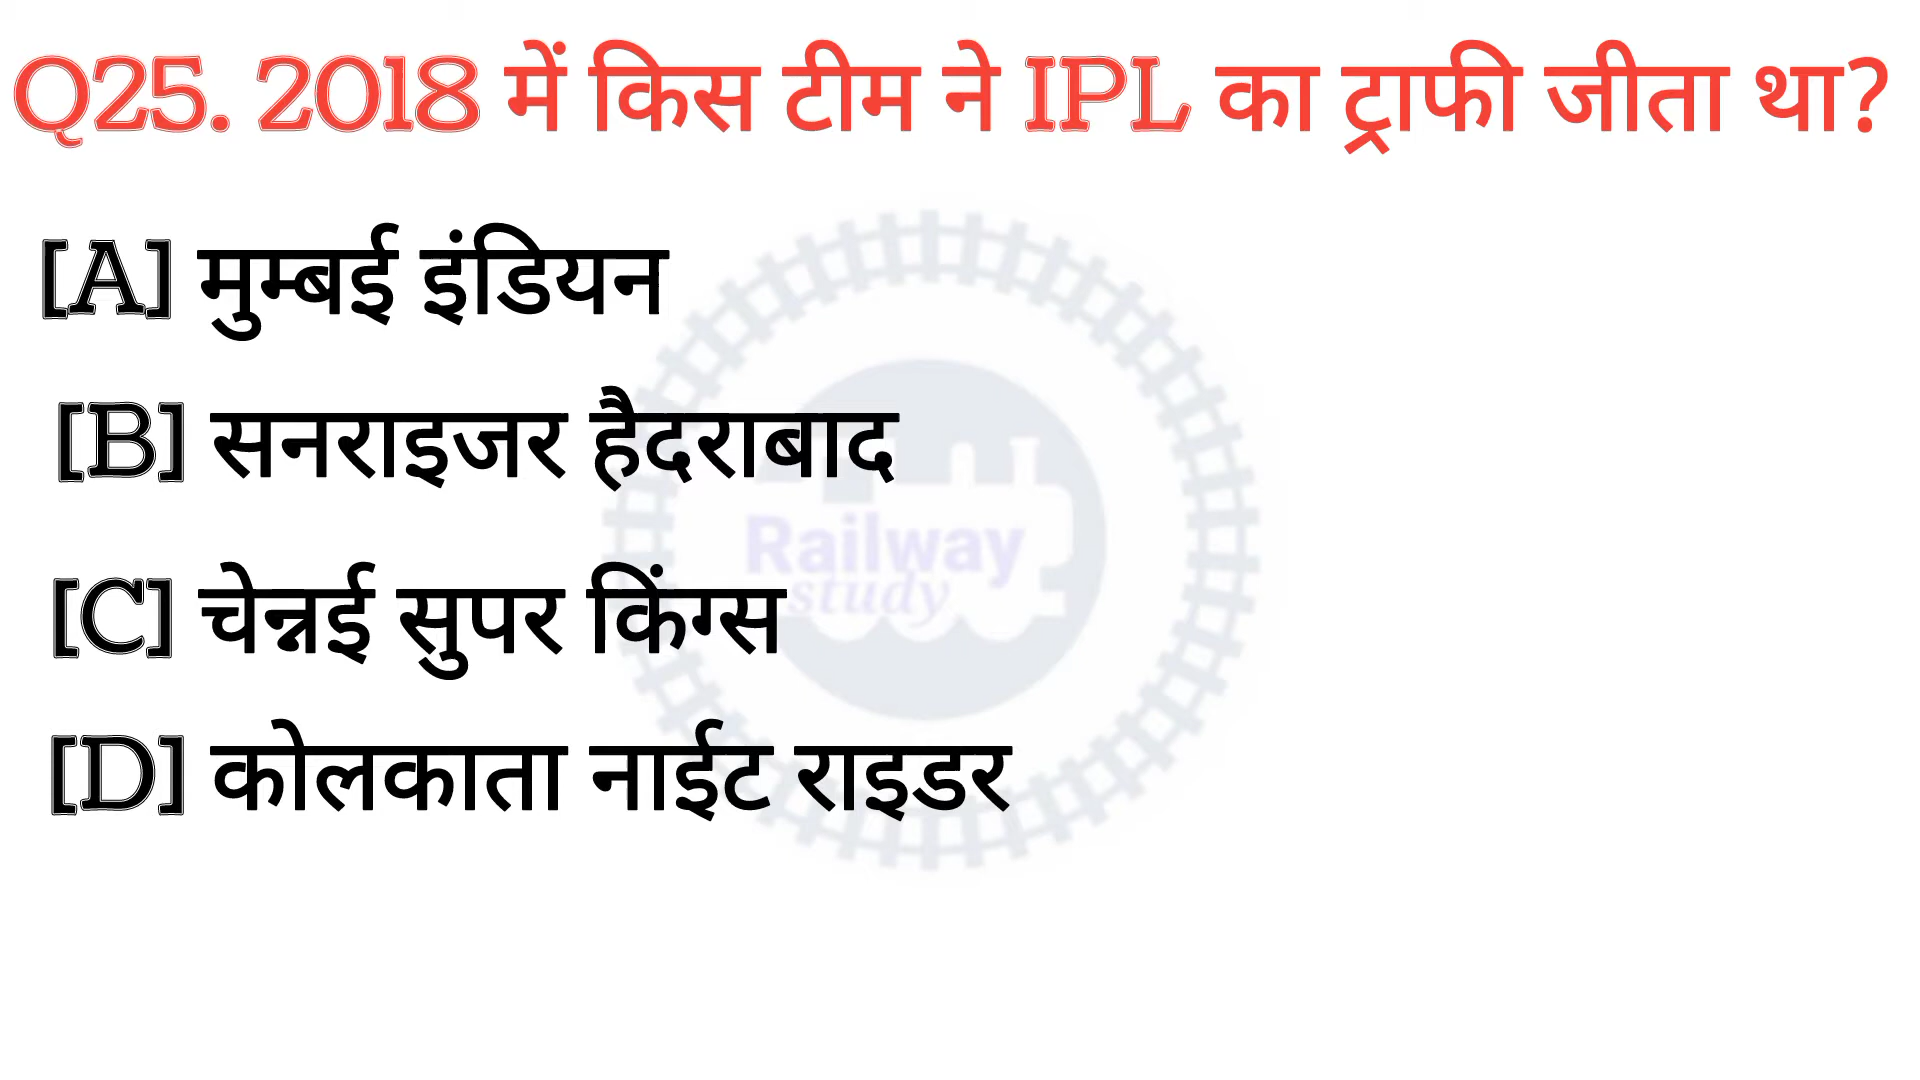 Q25. 2018 में किस टीम ने IPL का ट्राफी जीता था?
[A] मुम्बई इंडियन
[B] सनराइजर हैदराबाद
Railway
study
[C] चेन्नई सुपर किंग्स
[D] कोलकाता नाईट राइडर